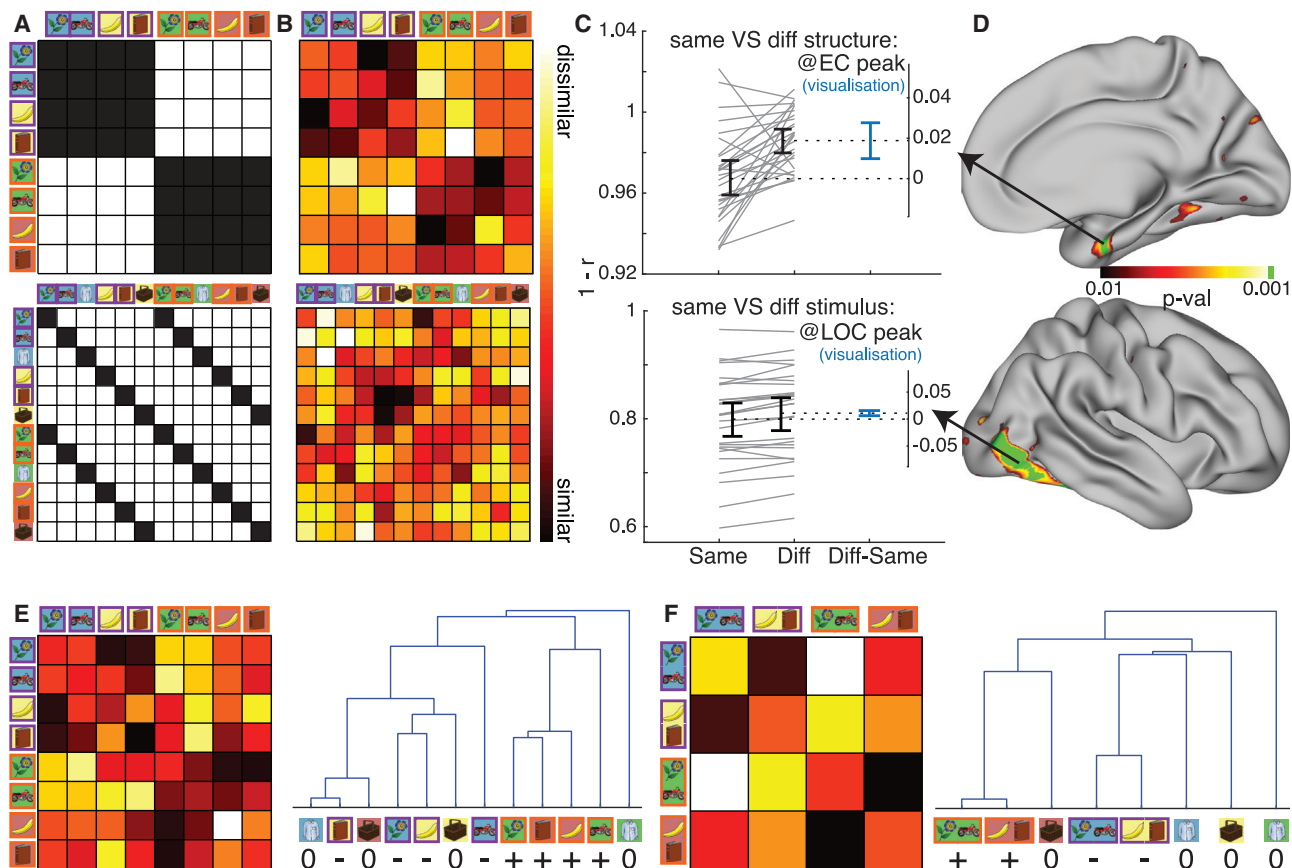 A
B
dissimilar
similar
C
1.04
1
0.96
0.92
1 - r
same VS diff structure:
@EC peak
(visualisation)
0.04
0.02
0
same VS diff stimulus:
@LOC peak
(visualisation)
1
0.8
0.6
0.05
0
-0.05
Same Diff Diff-Same
D
0.01 0.001
p-val
E
0 - 0 - - 0 - + + + + 0
F
+ + 0 - - 0 0 0